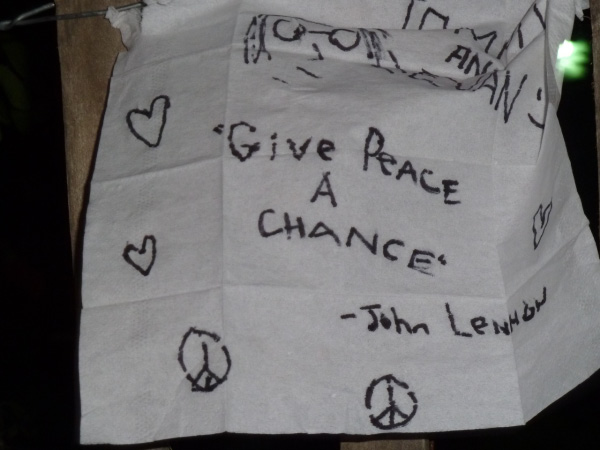 "Give PEACE
A
CHANCE"
-John Lennon